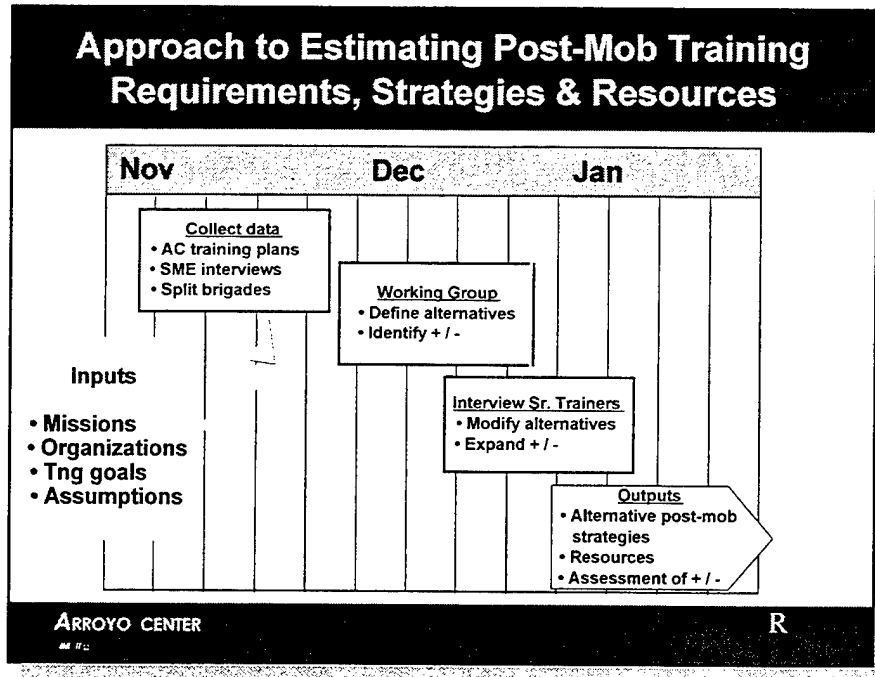 Approach to Estimating Post-Mob Training
Requirements, Strategies & Resources
Nov Dec Jan
Collect data
• AC training plans
• SME interviews
• Split brigades
Working Group
• Define alternatives
• Identify + / -
Inputs
• Missions
• Organizations
• Tng goals
• Assumptions
Interview Sr. Trainers
• Modify alternatives
• Expand + / -
Outputs
• Alternative post-mob
strategies
• Resources
• Assessment of + / -
ARROYO CENTER
R